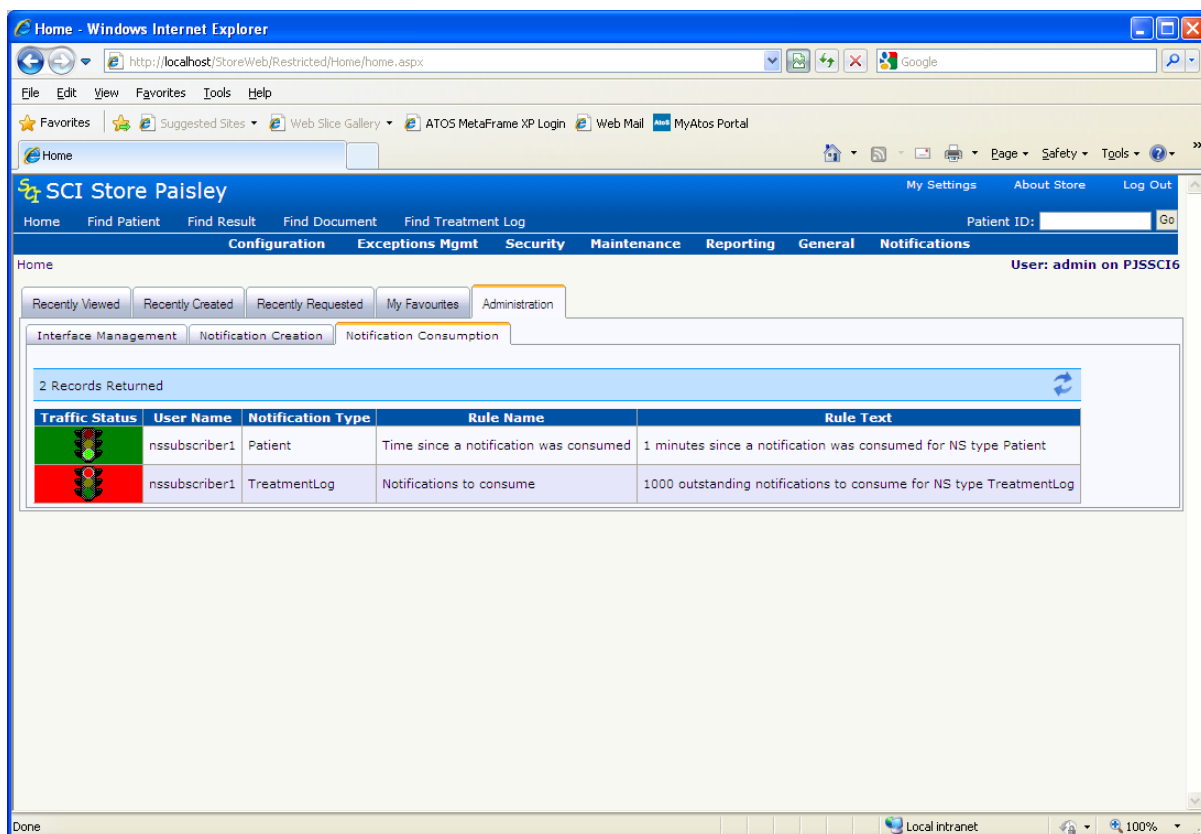 Home - Windows Internet Explorer
http://localhost/StoreWeb/Restricted/Home/home.aspx
Google
File Edit View Favorites Tools Help
Favorites Suggested Sites Web Slice Gallery ATOS MetaFrame XP Login Atos Web Mail MyAtos Portal
Home
Page Safety Tools »
SCI Store Paisley
My Settings About Store Log Out
Home Find Patient Find Result Find Document Find Treatment Log Patient ID: Go
Configuration Exceptions Mgmt Security Maintenance Reporting General Notifications
Home User: admin on PJSSCI6
Recently Viewed Recently Created Recently Requested My Favourites Administration
Interface Management Notification Creation Notification Consumption
2 Records Returned
Traffic Status User Name Notification Type Rule Name Rule Text
nssubscriber1 Patient Time since a notification was consumed 1 minutes since a notification was consumed for NS type Patient
nssubscriber1 TreatmentLog Notifications to consume 1000 outstanding notifications to consume for NS type TreatmentLog
Done Local intranet 100%